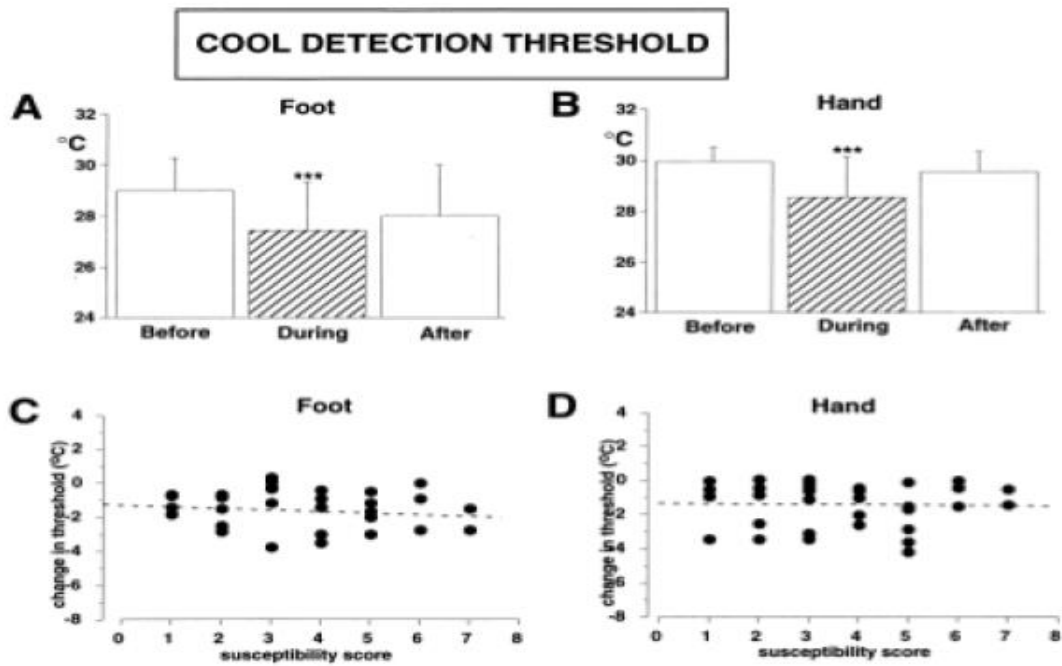 COOL DETECTION THRESHOLD
A
Foot
°C
32
30
28
26
24
***
Before During After
B
Hand
°C
32
30
28
26
24
***
Before During After
C
Foot
change in threshold (°C)
4
2
0
-2
-4
-6
-8
0 1 2 3 4 5 6 7 8
susceptibility score
D
Hand
change in threshold (°C)
4
2
0
-2
-4
-6
-8
0 1 2 3 4 5 6 7 8
susceptibility score